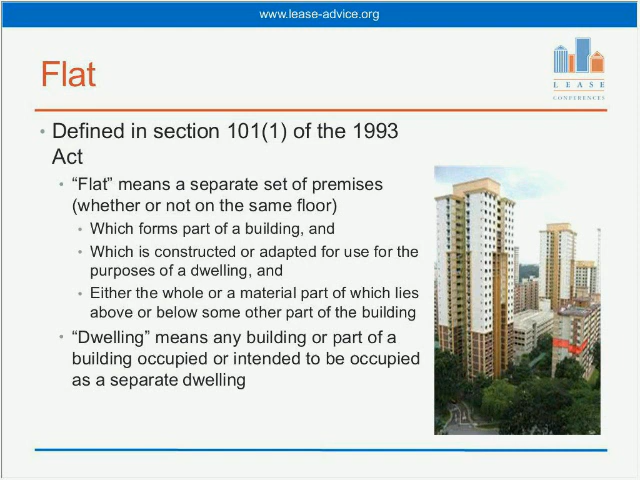 www.lease-advice.org
Flat
LEASE
CONFERENCES
• Defined in section 101(1) of the 1993
Act
• “Flat” means a separate set of premises
(whether or not on the same floor)
• Which forms part of a building, and
• Which is constructed or adapted for use for the
purposes of a dwelling, and
• Either the whole or a material part of which lies
above or below some other part of the building
• “Dwelling” means any building or part of a
building occupied or intended to be occupied
as a separate dwelling